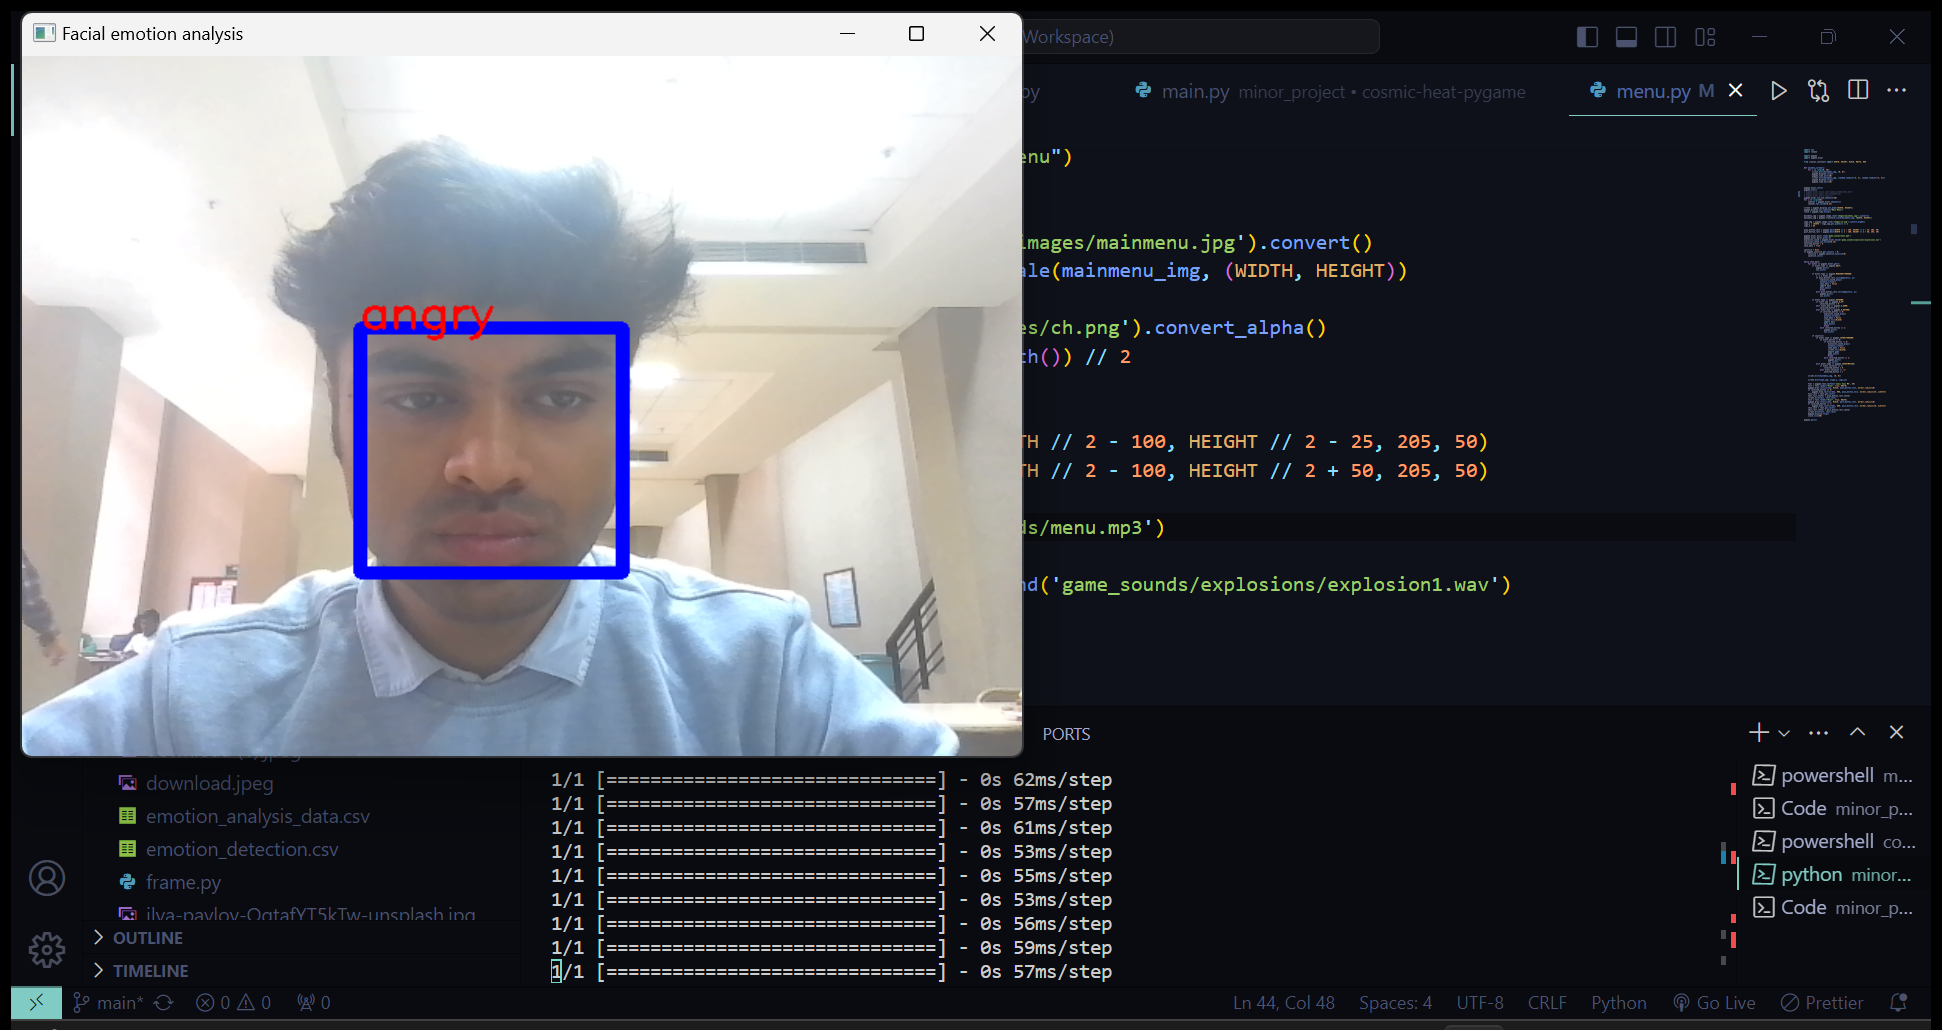 Facial emotion analysis
Workspace)
py
main.py minor_project • cosmic-heat-pygame
menu.py M
enu")
images/mainmenu.jpg').convert()
ale(mainmenu_img, (WIDTH, HEIGHT))
es/ch.png').convert_alpha()
th()) // 2
TH // 2 - 100, HEIGHT // 2 - 25, 205, 50)
TH // 2 - 100, HEIGHT // 2 + 50, 205, 50)
ds/menu.mp3')
nd('game_sounds/explosions/explosion1.wav')
angry
PORTS
download.jpeg
emotion_analysis_data.csv
emotion_detection.csv
frame.py
ilya-pavlov-OqtafYT5kTw-unsplash.jpg
OUTLINE
TIMELINE
1/1 [==============================] - 0s 62ms/step
1/1 [==============================] - 0s 57ms/step
1/1 [==============================] - 0s 61ms/step
1/1 [==============================] - 0s 53ms/step
1/1 [==============================] - 0s 55ms/step
1/1 [==============================] - 0s 53ms/step
1/1 [==============================] - 0s 56ms/step
1/1 [==============================] - 0s 59ms/step
1/1 [==============================] - 0s 57ms/step
powershell m...
Code minor_p...
powershell co...
python minor...
Code minor_p...
main* 0 0 0
Ln 44, Col 48 Spaces: 4 UTF-8 CRLF Python Go Live Prettier